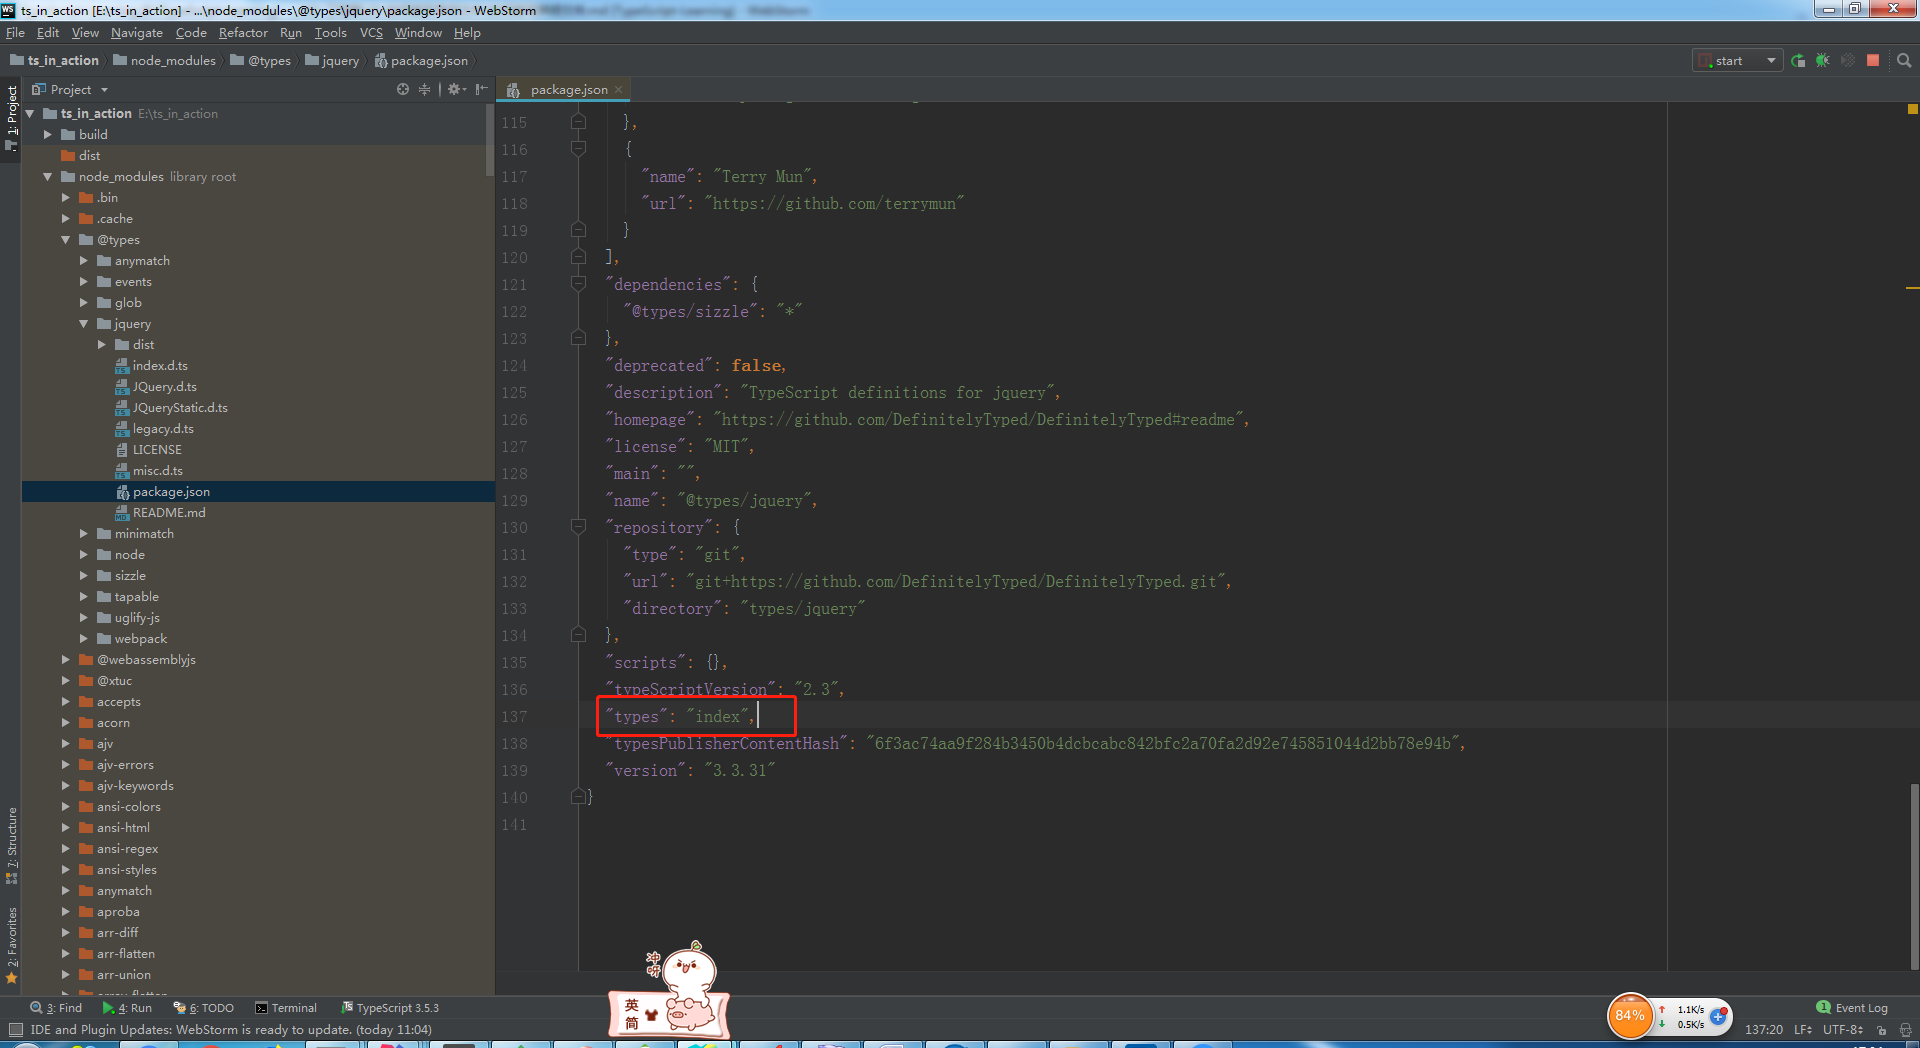 ts_in_action [E:\ts_in_action] - ...\node_modules\@types\jquery\package.json - WebStorm
File Edit View Navigate Code Refactor Run Tools VCS Window Help
ts_in_action node_modules @types jquery package.json
start
Project
package.json
1: Project
ts_in_action E:\ts_in_action
build
dist
node_modules library root
.bin
.cache
@types
anymatch
events
glob
jquery
dist
index.d.ts
JQuery.d.ts
JQueryStatic.d.ts
legacy.d.ts
LICENSE
misc.d.ts
package.json
README.md
minimatch
node
sizzle
tapable
uglify-js
webpack
@webassemblyjs
@xtuc
accepts
acorn
ajv
ajv-errors
ajv-keywords
ansi-colors
ansi-html
ansi-regex
ansi-styles
anymatch
aproba
arr-diff
arr-flatten
arr-union
7: Structure
2: Favorites
115 },
116 {
117 "name": "Terry Mun",
118 "url": "https://github.com/terrymun"
119 }
120 ],
121 "dependencies": {
122 "@types/sizzle": "*"
123 },
124 "deprecated": false,
125 "description": "TypeScript definitions for jquery",
126 "homepage": "https://github.com/DefinitelyTyped/DefinitelyTyped#readme",
127 "license": "MIT",
128 "main": "",
129 "name": "@types/jquery",
130 "repository": {
131 "type": "git",
132 "url": "git+https://github.com/DefinitelyTyped/DefinitelyTyped.git",
133 "directory": "types/jquery"
134 },
135 "scripts": {},
136 "typeScriptVersion": "2.3",
137 "types": "index",
138 "typesPublisherContentHash": "6f3ac74aa9f284b3450b4dcbcabc842bfc2a70fa2d92e745851044d2bb78e94b",
139 "version": "3.3.31"
140 }
141
冲呀
英
简
3: Find 4: Run 6: TODO Terminal TypeScript 3.5.3
84% 1.1K/s
0.5K/s
Event Log
IDE and Plugin Updates: WebStorm is ready to update. (today 11:04)
137:20 LF UTF-8